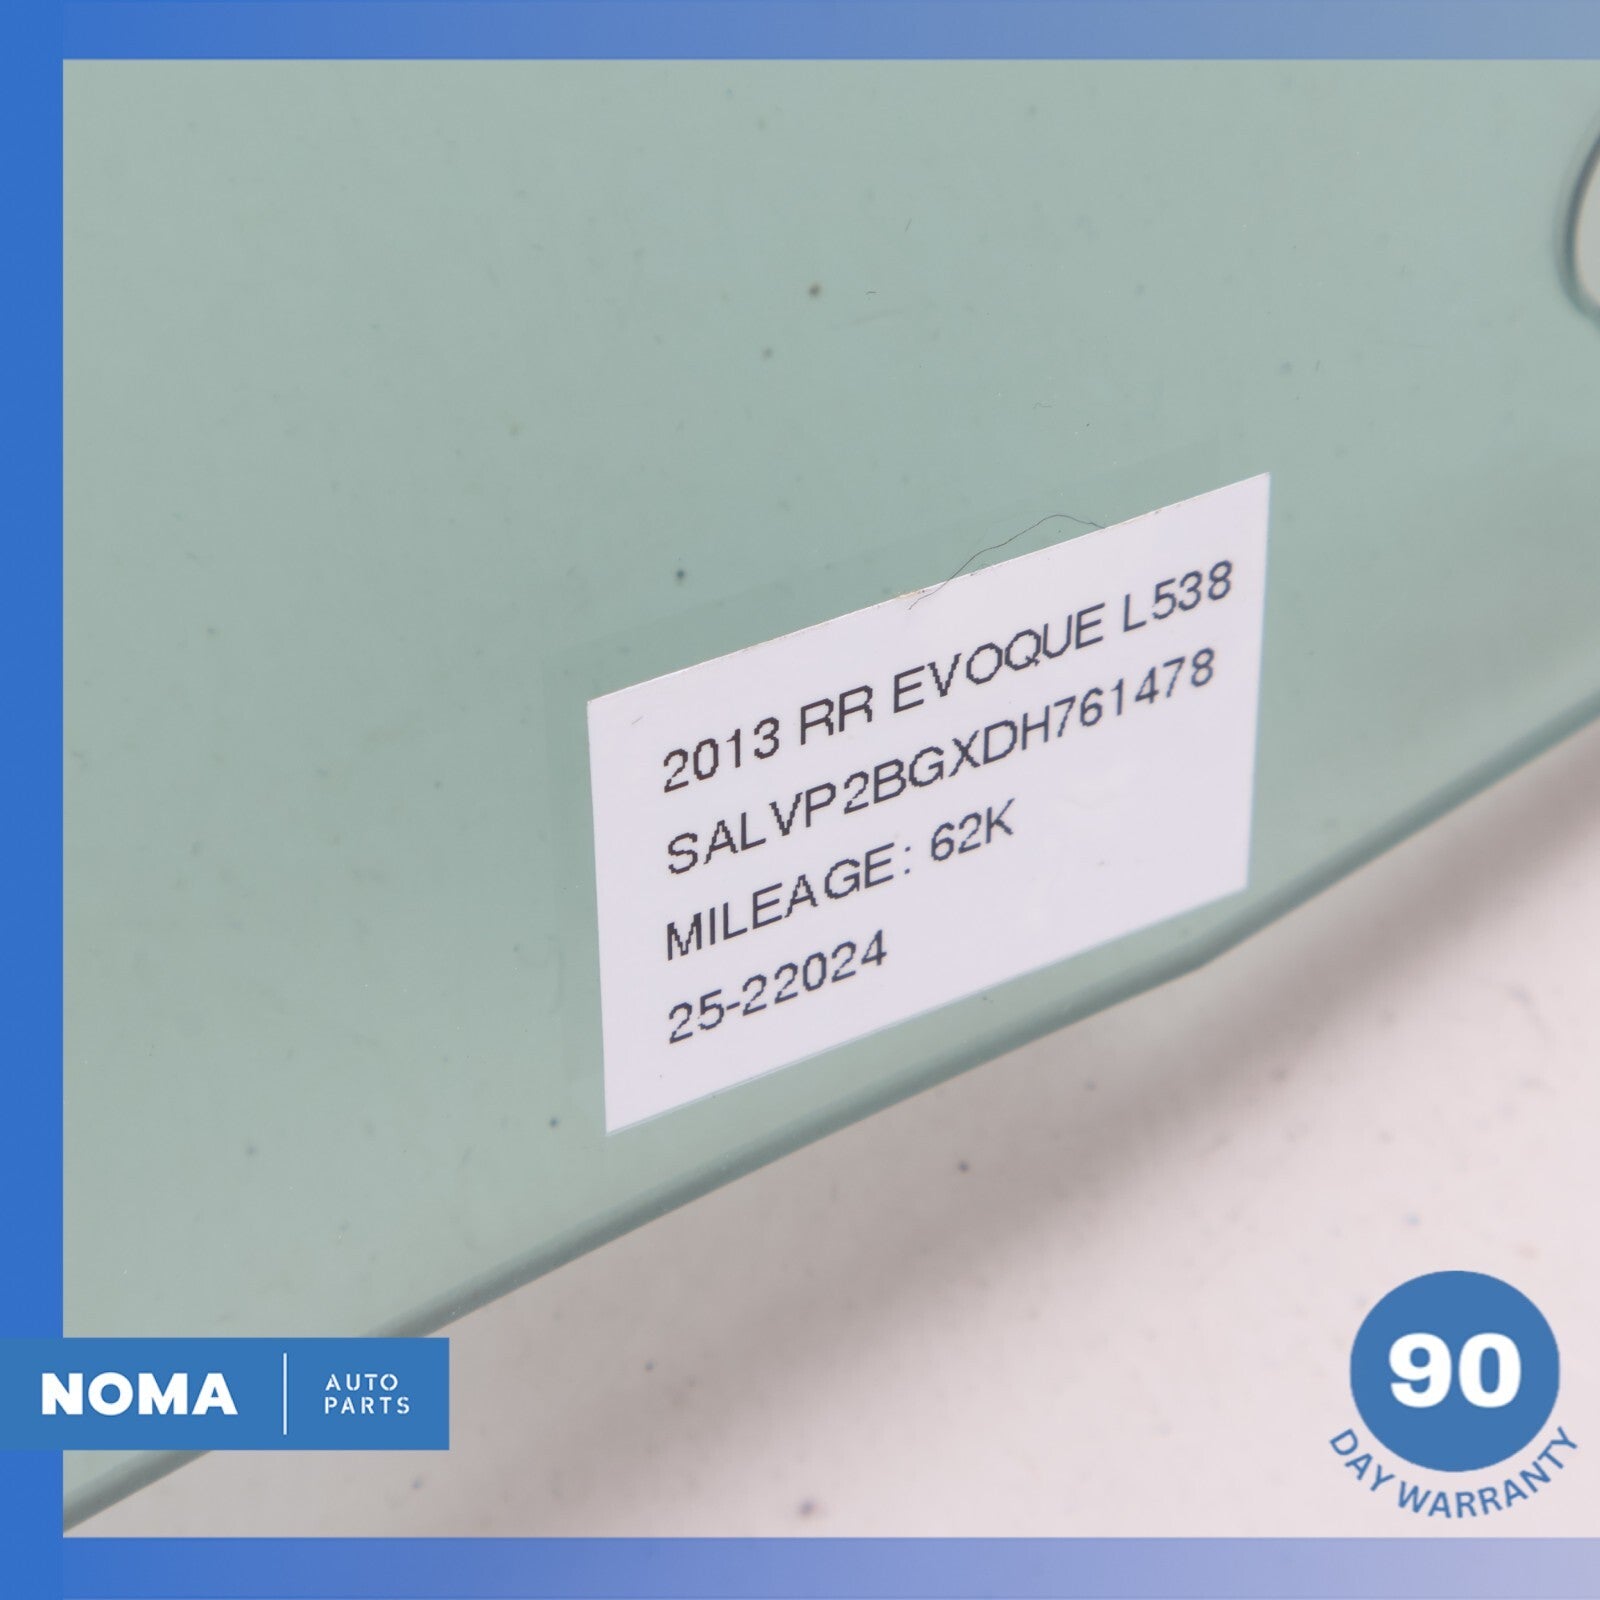 2013 RR EVOQUE L538
SALVP2BGXDH761478
MILEAGE: 62K
25-22024
NOMA
AUTO
PARTS
90
DAY WARRANTY